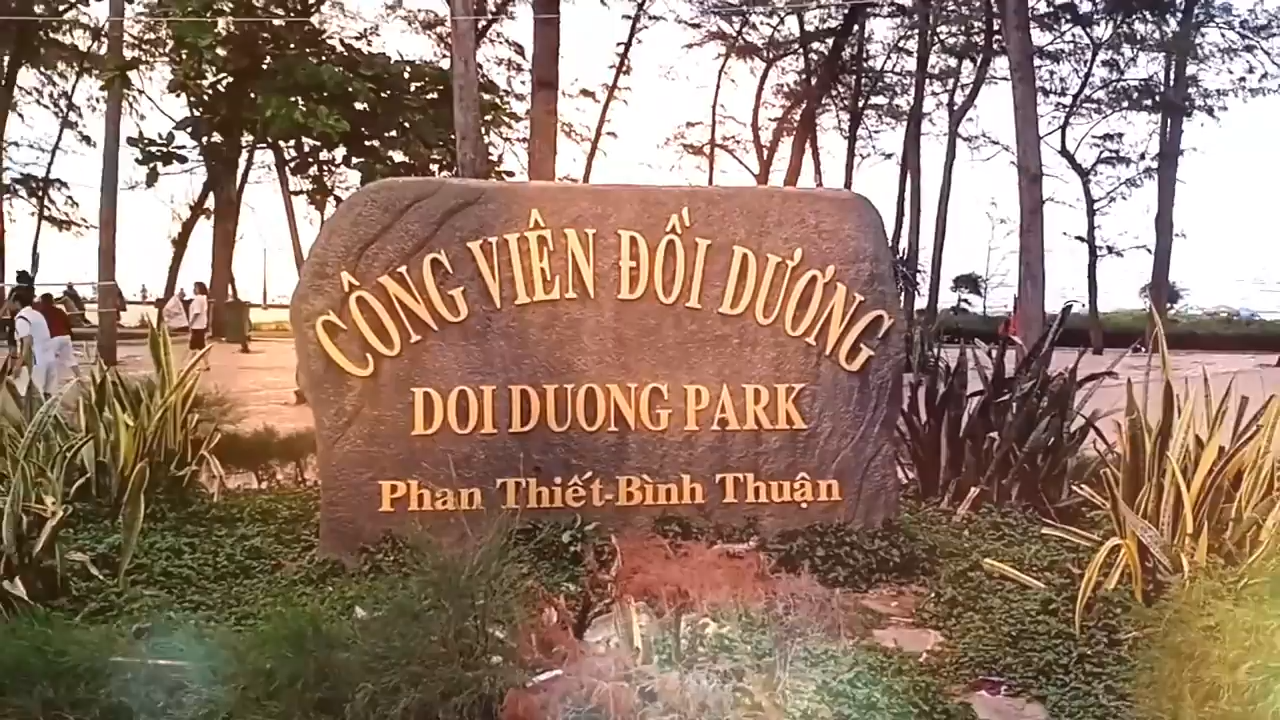 CÔNG VIÊN ĐỒI DƯƠNG
DOI DUONG PARK
Phan Thiết-Bình Thuận